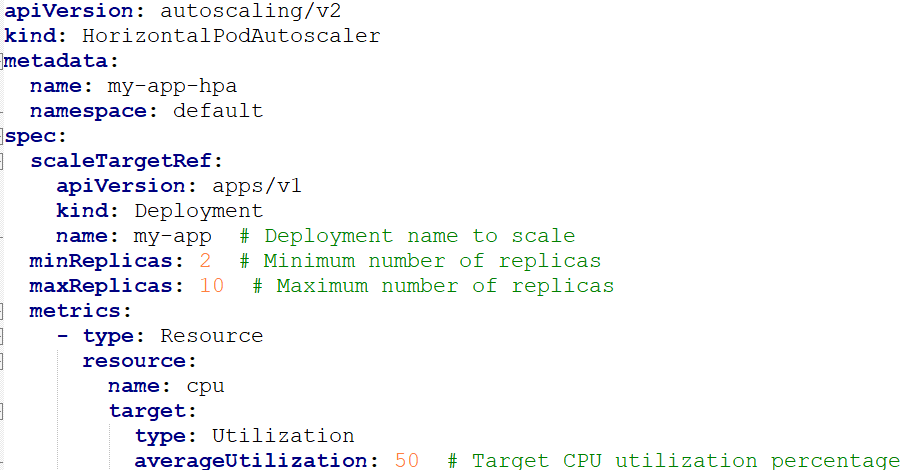 apiVersion: autoscaling/v2
kind: HorizontalPodAutoscaler
metadata:
  name: my-app-hpa
  namespace: default
spec:
  scaleTargetRef:
    apiVersion: apps/v1
    kind: Deployment
    name: my-app  # Deployment name to scale
  minReplicas: 2  # Minimum number of replicas
  maxReplicas: 10  # Maximum number of replicas
  metrics:
    - type: Resource
      resource:
        name: cpu
        target:
          type: Utilization
          averageUtilization: 50  # Target CPU utilization percentage